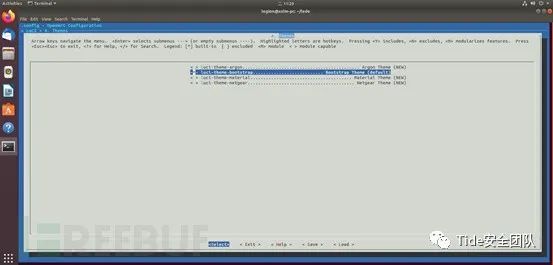 Activities Terminal ▾ 11:29
legion@azhe-pc: ~/lede
File Edit View Search Terminal Help
.config - OpenWrt Configuration
> LuCI > 4. Themes
4. Themes
Arrow keys navigate the menu. <Enter> selects submenus ---> (or empty submenus ----). Highlighted letters are hotkeys. Pressing <Y> includes, <N> excludes, <M> modularizes features. Press
<Esc><Esc> to exit, <?> for Help, </> for Search. Legend: [*] built-in [ ] excluded <M> module < > module capable
< > luci-theme-argon................................ Argon Theme (NEW)
< > luci-theme-bootstrap........................ Bootstrap Theme (default)
< > luci-theme-material........................... Material Theme (NEW)
< > luci-theme-netgear............................ Netgear Theme (NEW)
<Select> < Exit > < Help > < Save > < Load >
REEBUF
Tide安全团队